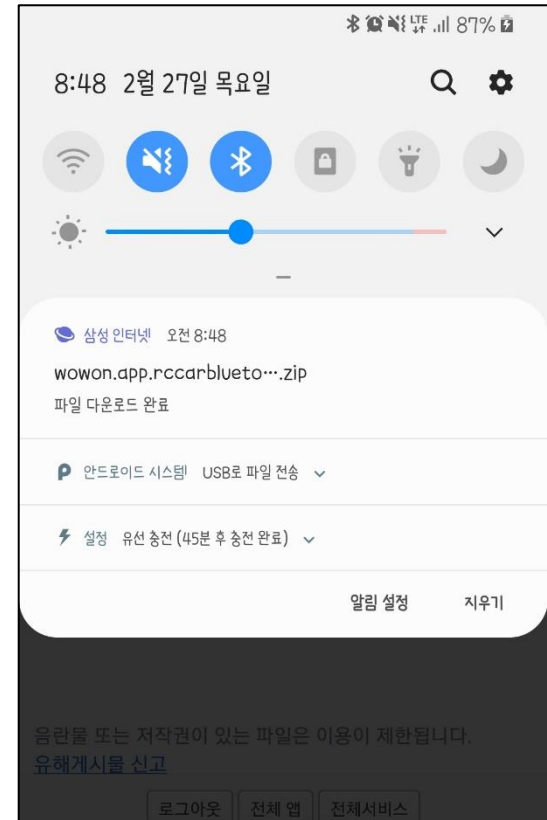 LTE 87%
8:48 2월 27일 목요일
삼성 인터넷 오전 8:48
wowon.app.rccarblueto….zip
파일 다운로드 완료
안드로이드 시스템 USB로 파일 전송
설정 유선 충전 (45분 후 충전 완료)
알림 설정 지우기
음란물 또는 저작권이 있는 파일은 이용이 제한됩니다.
유해게시물 신고
로그아웃 전체 앱 전체서비스